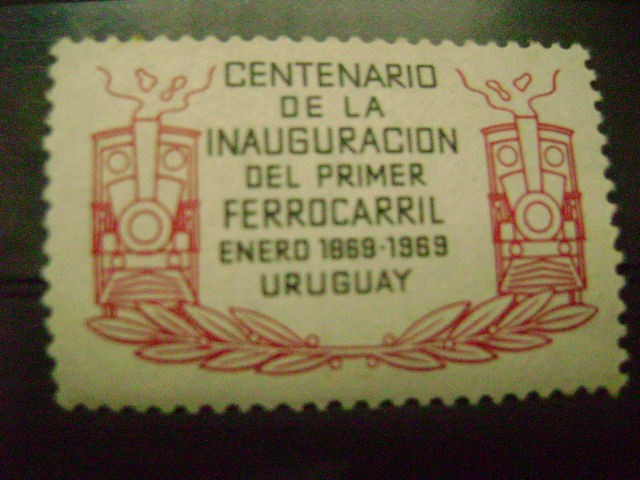 CENTENARIO
DE LA
INAUGURACION
DEL PRIMER
FERROCARRIL
ENERO 1869-1969
URUGUAY